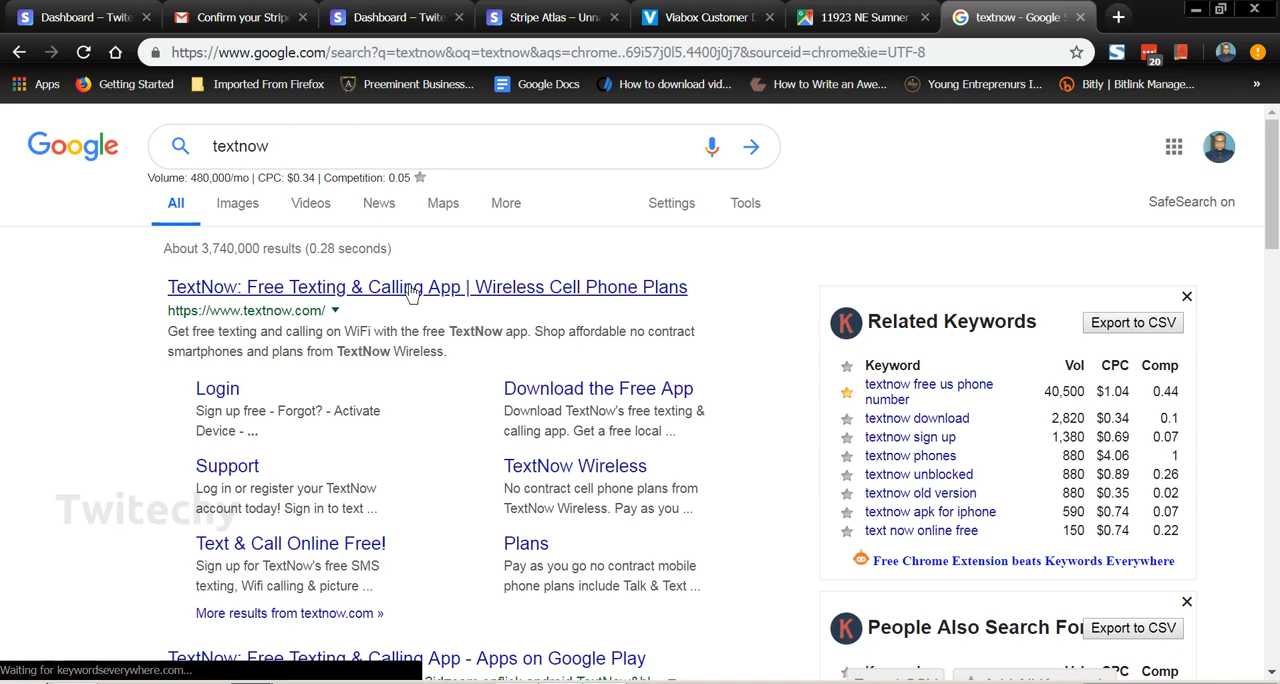 Dashboard – Twite
Confirm your Stripe
Dashboard – Twite
Stripe Atlas – Unna
Viabox Customer D
11923 NE Sumner
textnow - Google S
https://www.google.com/search?q=textnow&oq=textnow&aqs=chrome..69i57j0l5.4400j0j7&sourceid=chrome&ie=UTF-8
20
Apps
Getting Started
Imported From Firefox
Preeminent Business...
Google Docs
How to download vid...
How to Write an Awe...
Young Entreprenurs I...
Bitly | Bitlink Manage...
»
Google
textnow
Volume: 480,000/mo | CPC: $0.34 | Competition: 0.05
All Images Videos News Maps More Settings Tools
SafeSearch on
About 3,740,000 results (0.28 seconds)
TextNow: Free Texting & Calling App | Wireless Cell Phone Plans
https://www.textnow.com/
Get free texting and calling on WiFi with the free TextNow app. Shop affordable no contract
smartphones and plans from TextNow Wireless.
Login
Sign up free - Forgot? - Activate
Device - ...
Download the Free App
Download TextNow's free texting &
calling app. Get a free local ...
Support
Log in or register your TextNow
account today! Sign in to text ...
TextNow Wireless
No contract cell phone plans from
TextNow Wireless. Pay as you ...
Twitechy
Text & Call Online Free!
Sign up for TextNow's free SMS
texting, Wifi calling & picture ...
Plans
Pay as you go no contract mobile
phone plans include Talk & Text ...
More results from textnow.com »
TextNow: Free Texting & Calling App - Apps on Google Play
Waiting for keywordseverywhere.com...
K Related Keywords Export to CSV
Keyword Vol CPC Comp
textnow free us phone
number 40,500 $1.04 0.44
textnow download 2,820 $0.34 0.1
textnow sign up 1,380 $0.69 0.07
textnow phones 880 $4.06 1
textnow unblocked 880 $0.89 0.26
textnow old version 880 $0.35 0.02
textnow apk for iphone 590 $0.74 0.07
text now online free 150 $0.74 0.22
Free Chrome Extension beats Keywords Everywhere
K People Also Search For Export to CSV
Vol CPC Comp